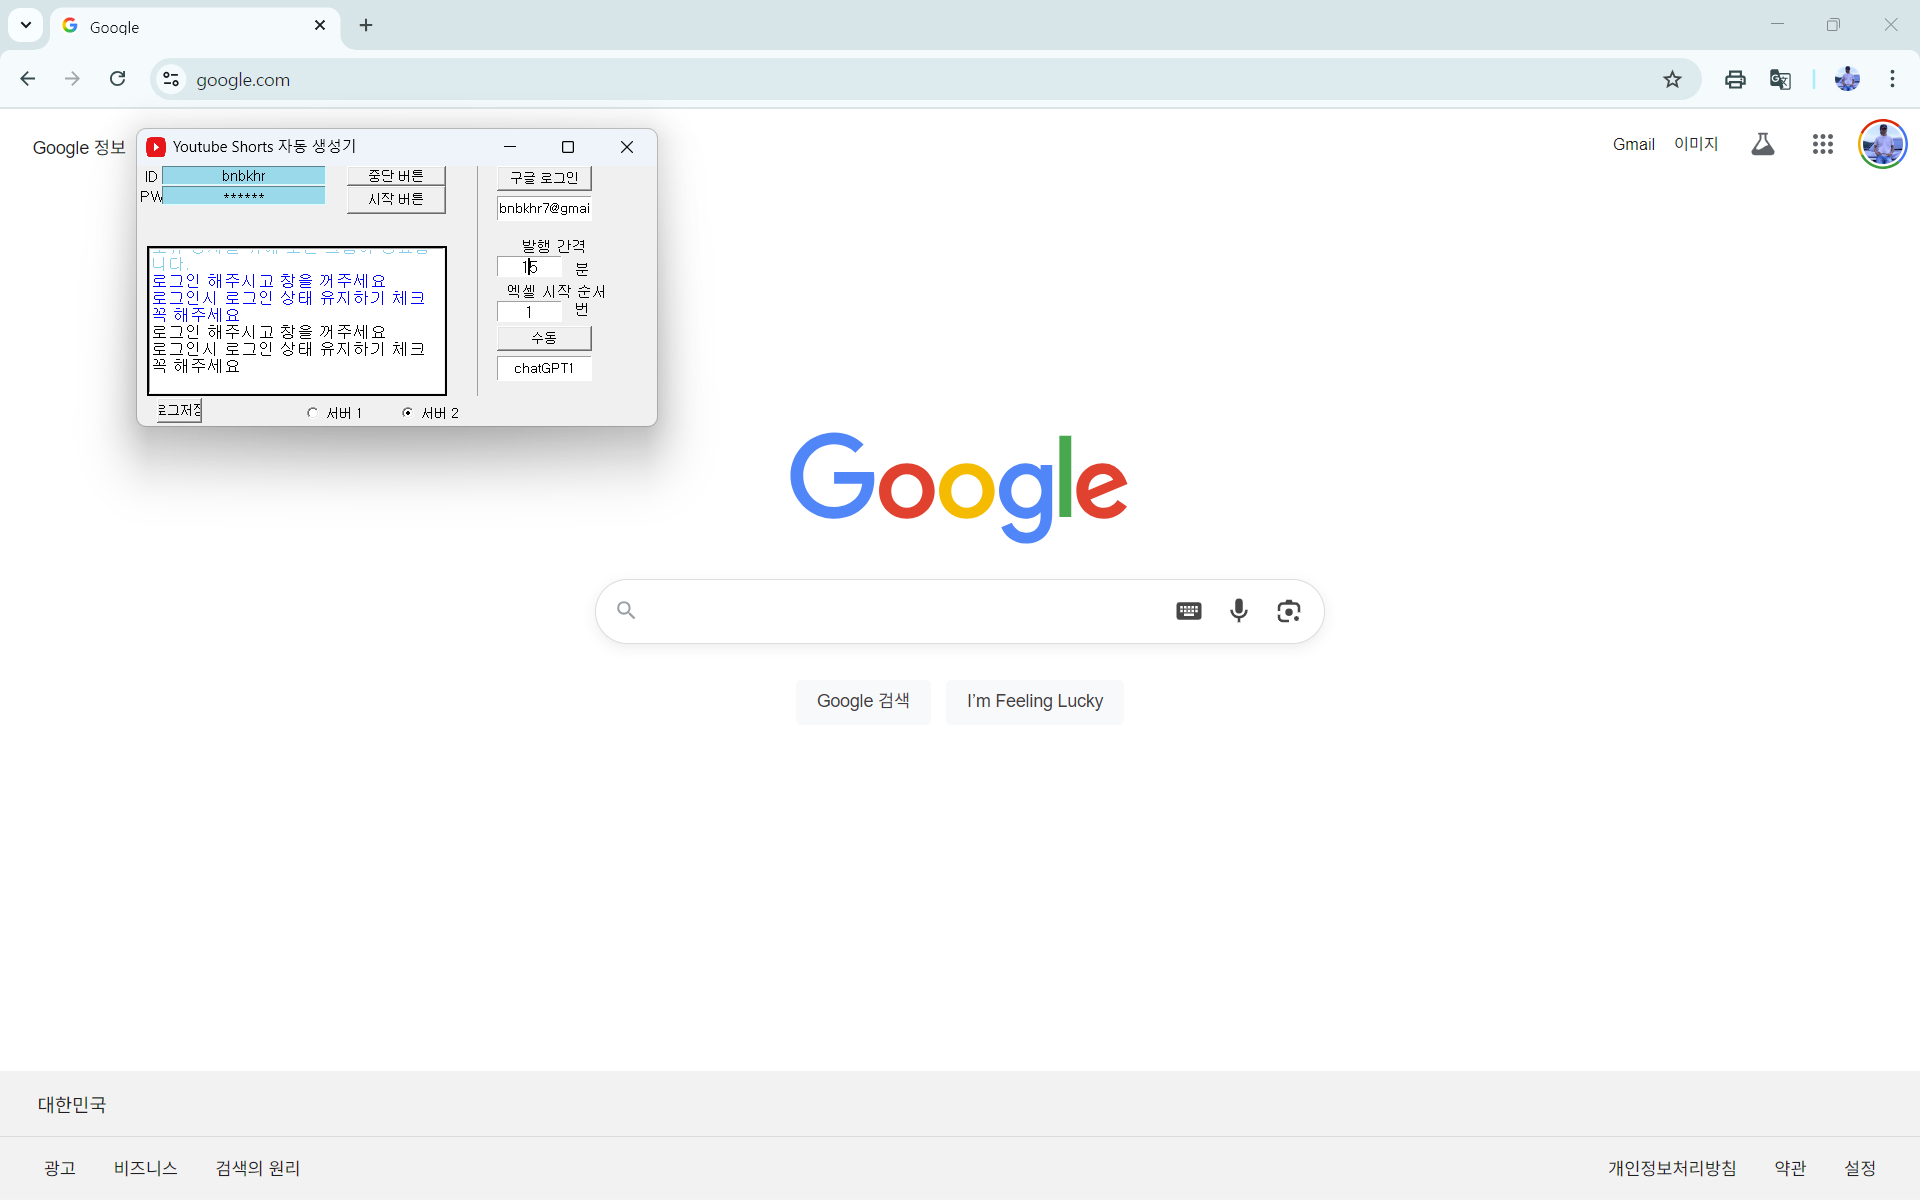 Google
google.com
Google 정보
Gmail 이미지
Youtube Shorts 자동 생성기
ID bnbkhr
PW ******
중단 버튼
시작 버튼
구글 로그인
bnbkhr7@gmai
발행 간격
15 분
엑셀 시작 순서
1 번
수동
chatGPT1
니다.
로그인 해주시고 창을 꺼주세요
로그인시 로그인 상태 유지하기 체크
꼭 해주세요
로그인 해주시고 창을 꺼주세요
로그인시 로그인 상태 유지하기 체크
꼭 해주세요
로그저장
서버 1 서버 2
Google
Google 검색 I'm Feeling Lucky
대한민국
광고 비즈니스 검색의 원리
개인정보처리방침 약관 설정